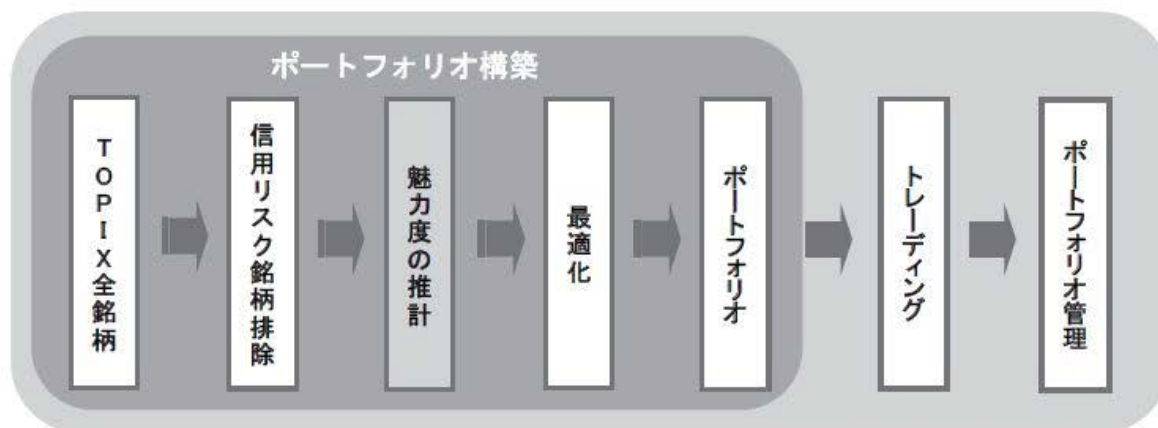 ポートフォリオ構築
TOPIX全銘柄
信用リスク銘柄排除
魅力度の推計
最適化
ポートフォリオ
トレーディング
ポートフォリオ管理